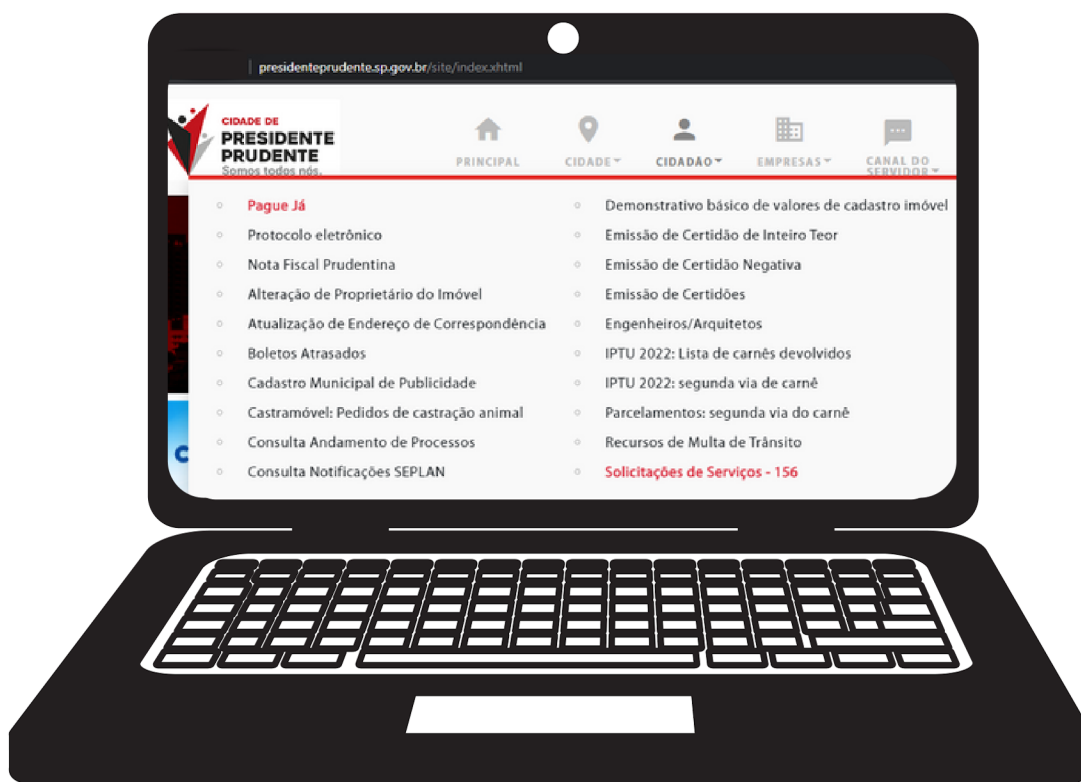 presidenteprudente.sp.gov.br/site/index.xhtml
CIDADE DE
PRESIDENTE
PRUDENTE
Somos todos nós.
PRINCIPAL
CIDADE
CIDADÃO
EMPRESAS
CANAL DO
SERVIDOR
Pague Já
Protocolo eletrônico
Nota Fiscal Prudentina
Alteração de Proprietário do Imóvel
Atualização de Endereço de Correspondência
Boletos Atrasados
Cadastro Municipal de Publicidade
Castramóvel: Pedidos de castração animal
Consulta Andamento de Processos
Consulta Notificações SEPLAN
Demonstrativo básico de valores de cadastro imóvel
Emissão de Certidão de Inteiro Teor
Emissão de Certidão Negativa
Emissão de Certidões
Engenheiros/Arquitetos
IPTU 2022: Lista de carnês devolvidos
IPTU 2022: segunda via de carnê
Parcelamentos: segunda via do carnê
Recursos de Multa de Trânsito
Solicitações de Serviços - 156